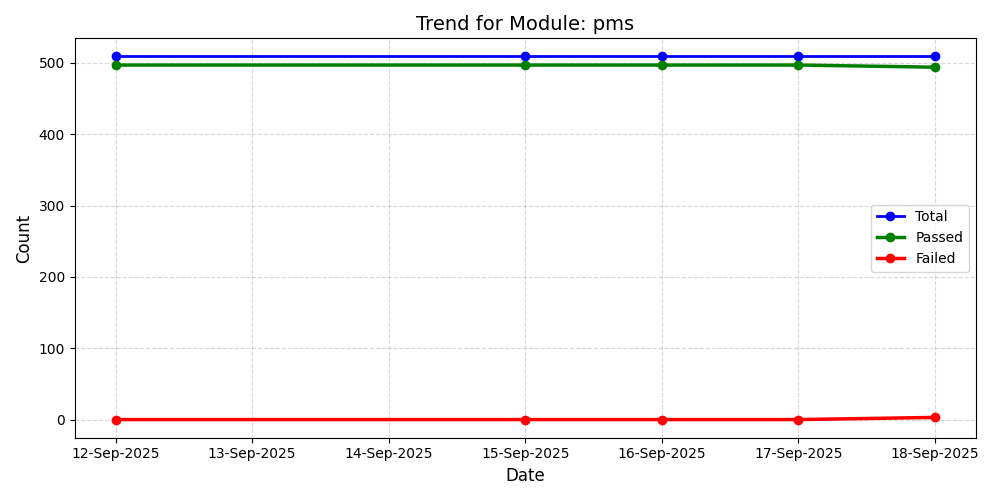 Trend for Module: pms
500
400
300
200
100
0
Count
Total
Passed
Failed
12-Sep-2025 13-Sep-2025 14-Sep-2025 15-Sep-2025 16-Sep-2025 17-Sep-2025 18-Sep-2025
Date